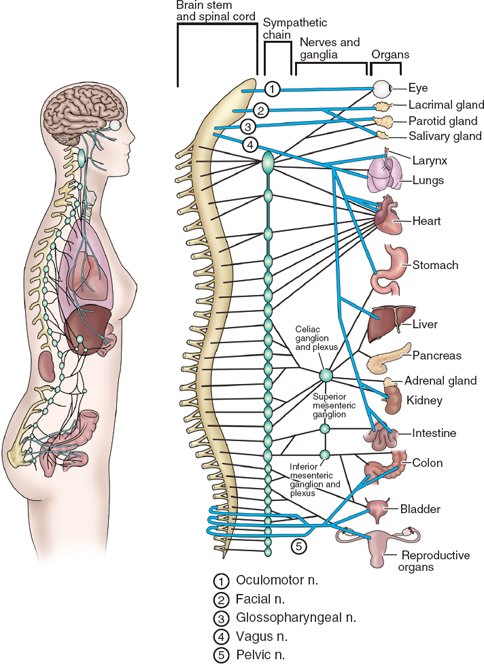 Brain stem
and spinal cord
Sympathetic
chain
Nerves and
ganglia
Organs
1
Eye
2
Lacrimal gland
3
Parotid gland
4
Salivary gland
Larynx
Lungs
Heart
Stomach
Celiac
ganglion
and plexus
Liver
Pancreas
Adrenal gland
Superior
mesenteric
ganglion
Kidney
Intestine
Inferior
mesenteric
ganglion and
plexus
Colon
Bladder
5
Reproductive
organs
1 Oculomotor n.
2 Facial n.
3 Glossopharyngeal n.
4 Vagus n.
5 Pelvic n.